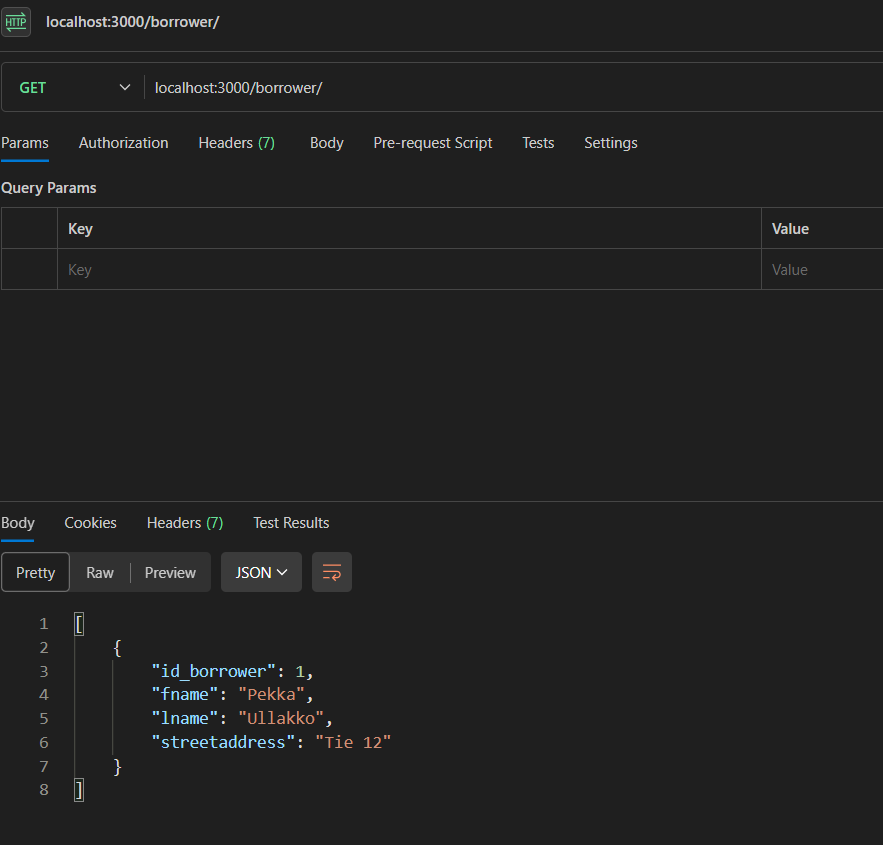 HTTP localhost:3000/borrower/
GET localhost:3000/borrower/
Params Authorization Headers (7) Body Pre-request Script Tests Settings
Query Params
Key Value
Key Value
Body Cookies Headers (7) Test Results
Pretty Raw Preview JSON
1 [
2 {
3 "id_borrower": 1,
4 "fname": "Pekka",
5 "lname": "Ullakko",
6 "streetaddress": "Tie 12"
7 }
8 ]